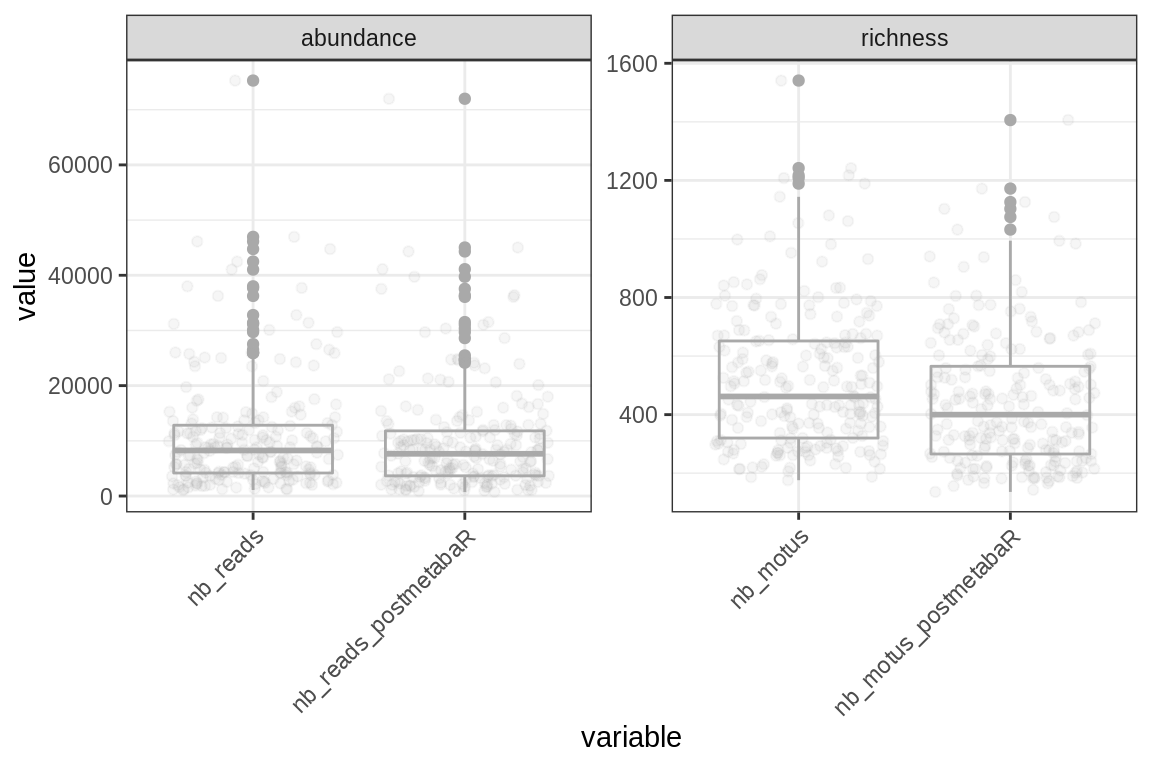 abundance
richness
value
60000
40000
20000
0
1600
1200
800
400
nb_reads
nb_reads_postmetabaR
nb_motus
nb_motus_postmetabaR
variable